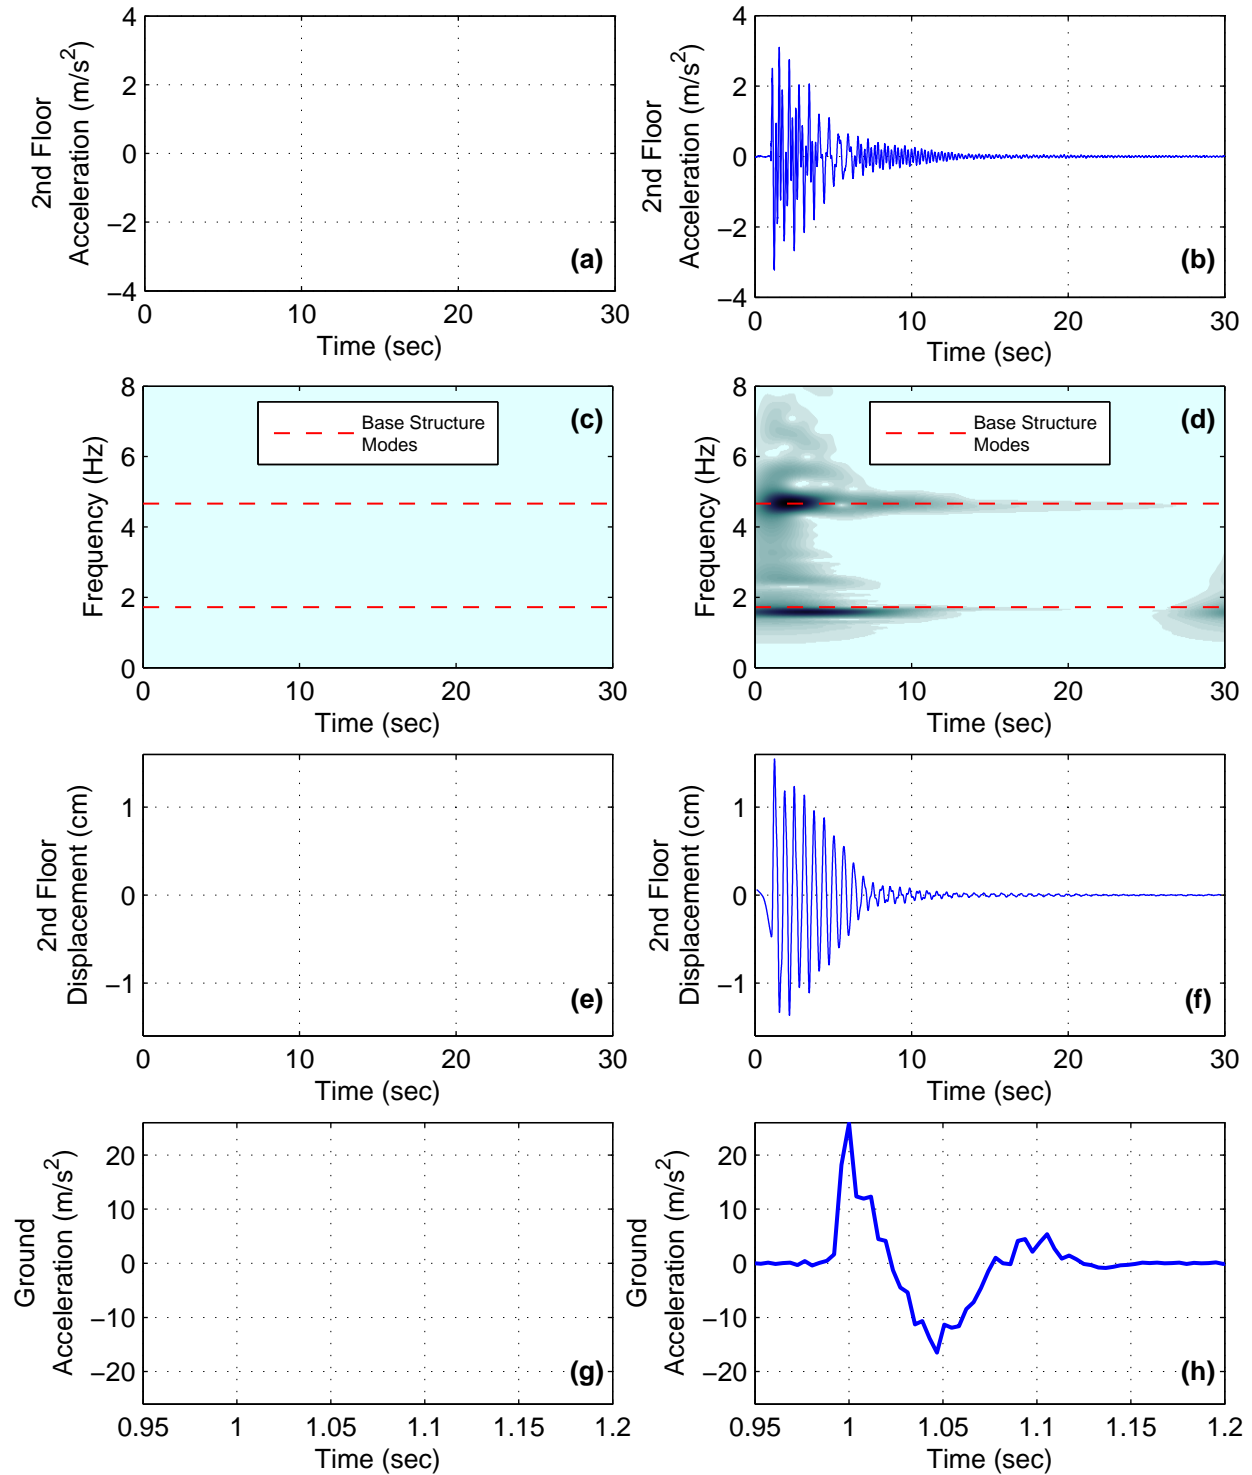 4
2
0
−2
−4
2nd Floor
Acceleration (m/s²)
(a)
0 10 20 30
Time (sec)
4
2
0
−2
−4
2nd Floor
Acceleration (m/s²)
(b)
0 10 20 30
Time (sec)
8
6
4
2
0
Frequency (Hz)
Base Structure
Modes
(c)
0 10 20 30
Time (sec)
8
6
4
2
0
Frequency (Hz)
Base Structure
Modes
(d)
0 10 20 30
Time (sec)
1
0
−1
2nd Floor
Displacement (cm)
(e)
0 10 20 30
Time (sec)
1
0
−1
2nd Floor
Displacement (cm)
(f)
0 10 20 30
Time (sec)
20
10
0
−10
−20
Ground
Acceleration (m/s²)
(g)
0.95 1 1.05 1.1 1.15 1.2
Time (sec)
20
10
0
−10
−20
Ground
Acceleration (m/s²)
(h)
0.95 1 1.05 1.1 1.15 1.2
Time (sec)